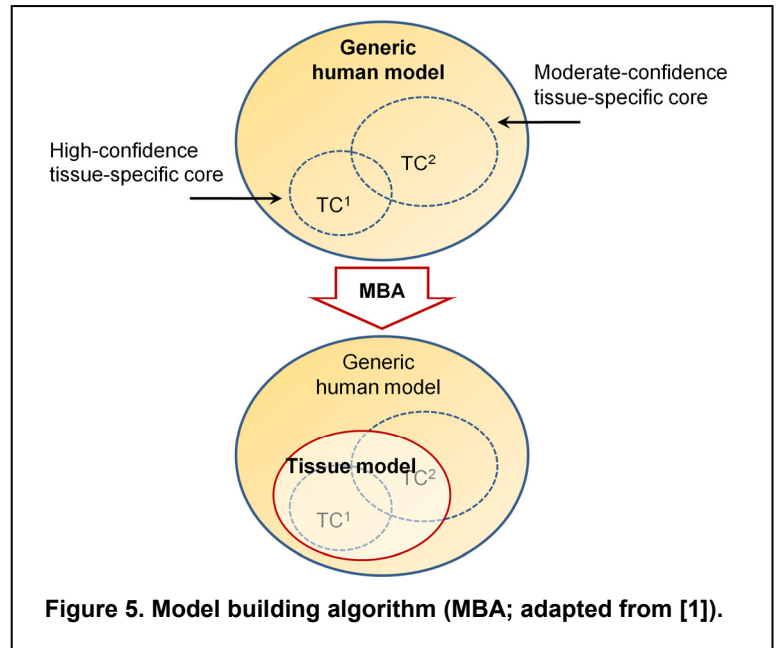 Generic
human model
Moderate-confidence
tissue-specific core
High-confidence
tissue-specific core
TC²
TC¹
MBA
Generic
human model
Tissue model
TC²
TC¹
Figure 5. Model building algorithm (MBA; adapted from [1]).